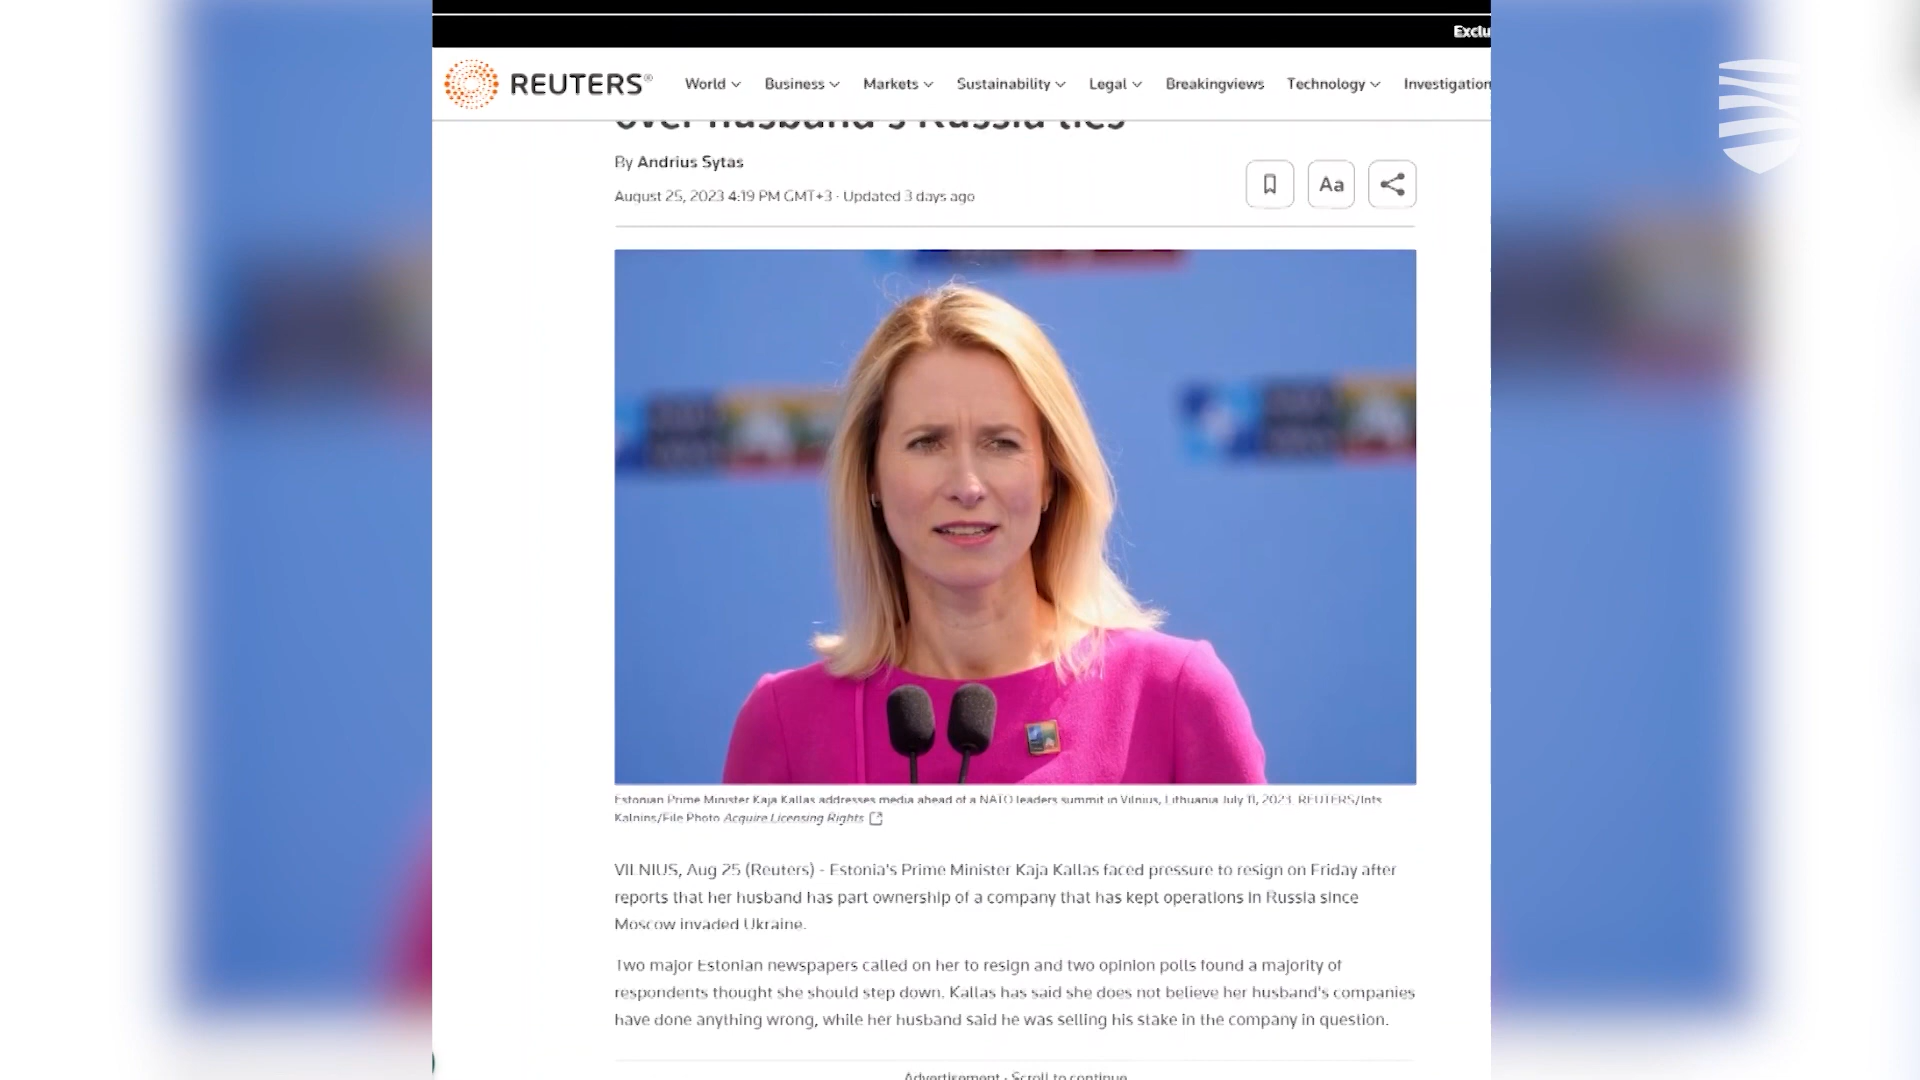 Exclu
REUTERS®
World Business Markets Sustainability Legal Breakingviews Technology Investigation
over husband's Russia ties
By Andrius Sytas
August 25, 2023 4:19 PM GMT+3 · Updated 3 days ago
Aa
Estonian Prime Minister Kaja Kallas addresses media ahead of a NATO leaders summit in Vilnius, Lithuania July 11, 2023. REUTERS/Ints
Kalnins/File Photo Acquire Licensing Rights
VILNIUS, Aug 25 (Reuters) - Estonia's Prime Minister Kaja Kallas faced pressure to resign on Friday after
reports that her husband has part ownership of a company that has kept operations in Russia since
Moscow invaded Ukraine.
Two major Estonian newspapers called on her to resign and two opinion polls found a majority of
respondents thought she should step down. Kallas has said she does not believe her husband's companies
have done anything wrong, while her husband said he was selling his stake in the company in question.
Advertisement · Scroll to continue